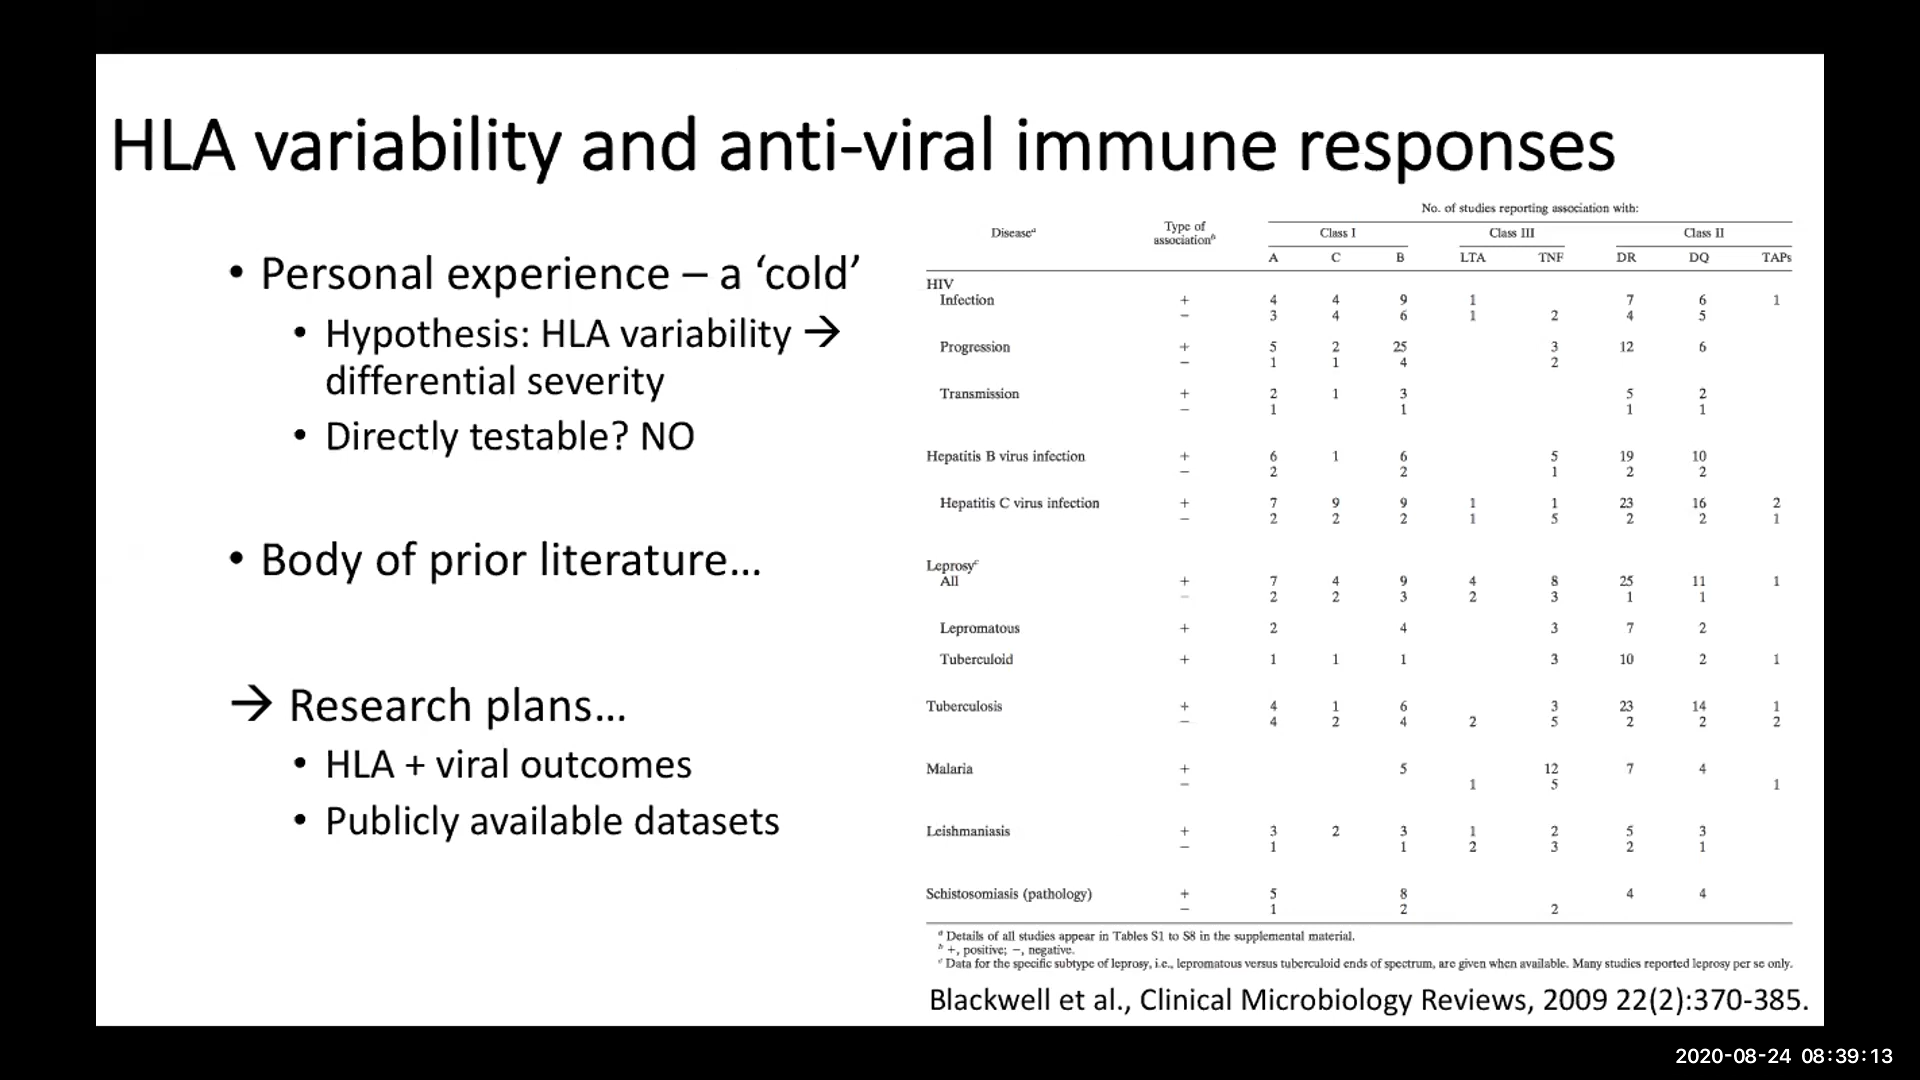 HLA variability and anti-viral immune responses
• Personal experience – a ‘cold’
• Hypothesis: HLA variability →
differential severity
• Directly testable? NO
• Body of prior literature…
→ Research plans…
• HLA + viral outcomes
• Publicly available datasets
No. of studies reporting association with:
Diseaseᵃ Type of associationᵇ Class I Class III Class II
A C B LTA TNF DR DQ TAPs
HIV
Infection + 4 4 9 1 7 6 1
− 3 4 6 1 2 4 5
Progression + 5 2 25 3 12 6
− 1 1 4 2
Transmission + 2 1 3 5 2
− 1 1 1 1
Hepatitis B virus infection + 6 1 6 5 19 10
− 2 2 1 2 2
Hepatitis C virus infection + 7 9 9 1 1 23 16 2
− 2 2 2 1 5 2 2 1
Leprosyᶜ
All + 7 4 9 4 8 25 11 1
− 2 2 3 2 3 1 1
Lepromatous + 2 4 3 7 2
Tuberculoid + 1 1 1 3 10 2 1
Tuberculosis + 4 1 6 3 23 14 1
− 4 2 4 2 5 2 2 2
Malaria + 5 12 7 4
− 1 5 1
Leishmaniasis + 3 2 3 1 2 5 3
− 1 1 2 3 2 1
Schistosomiasis (pathology) + 5 8 4 4
− 1 2 2
ᵃ Details of all studies appear in Tables S1 to S8 in the supplemental material.
ᵇ +, positive; −, negative.
ᶜ Data for the specific subtype of leprosy, i.e., lepromatous versus tuberculoid ends of spectrum, are given when available. Many studies reported leprosy per se only.
Blackwell et al., Clinical Microbiology Reviews, 2009 22(2):370-385.
2020-08-24 08:39:13